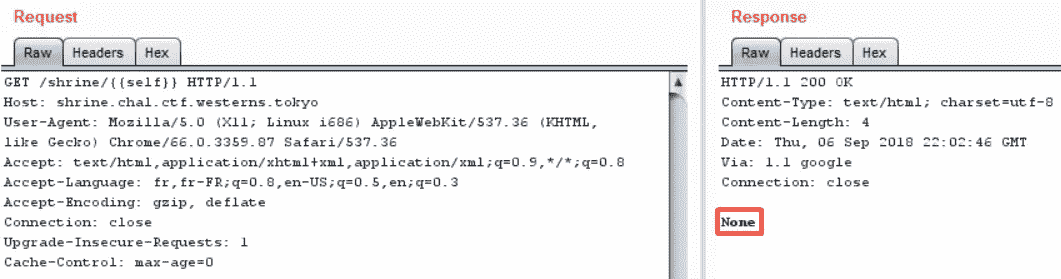 Request
Raw Headers Hex
GET /shrine/{{self}} HTTP/1.1
Host: shrine.chal.ctf.westerns.tokyo
User-Agent: Mozilla/5.0 (X11; Linux i686) AppleWebKit/537.36 (KHTML,
like Gecko) Chrome/66.0.3359.87 Safari/537.36
Accept: text/html,application/xhtml+xml,application/xml;q=0.9,*/*;q=0.8
Accept-Language: fr,fr-FR;q=0.8,en-US;q=0.5,en;q=0.3
Accept-Encoding: gzip, deflate
Connection: close
Upgrade-Insecure-Requests: 1
Cache-Control: max-age=0
Response
Raw Headers Hex
HTTP/1.1 200 OK
Content-Type: text/html; charset=utf-8
Content-Length: 4
Date: Thu, 06 Sep 2018 22:02:46 GMT
Via: 1.1 google
Connection: close
None